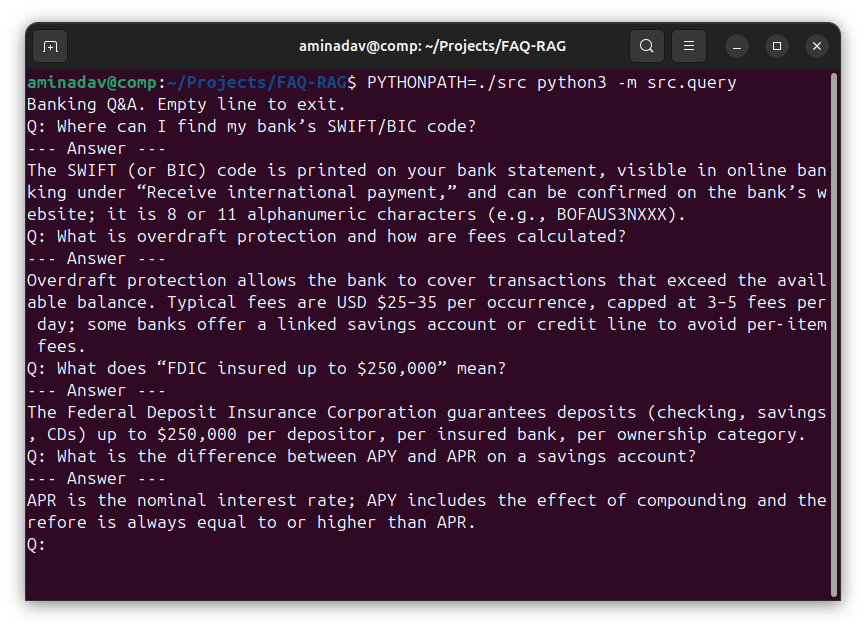 aminadav@comp: ~/Projects/FAQ-RAG
aminadav@comp:~/Projects/FAQ-RAG$ PYTHONPATH=./src python3 -m src.query
Banking Q&A. Empty line to exit.
Q: Where can I find my bank’s SWIFT/BIC code?
--- Answer ---
The SWIFT (or BIC) code is printed on your bank statement, visible in online ban
king under “Receive international payment,” and can be confirmed on the bank’s w
ebsite; it is 8 or 11 alphanumeric characters (e.g., BOFAUS3NXXX).
Q: What is overdraft protection and how are fees calculated?
--- Answer ---
Overdraft protection allows the bank to cover transactions that exceed the avail
able balance. Typical fees are USD $25–35 per occurrence, capped at 3–5 fees per
 day; some banks offer a linked savings account or credit line to avoid per-item
 fees.
Q: What does “FDIC insured up to $250,000” mean?
--- Answer ---
The Federal Deposit Insurance Corporation guarantees deposits (checking, savings
, CDs) up to $250,000 per depositor, per insured bank, per ownership category.
Q: What is the difference between APY and APR on a savings account?
--- Answer ---
APR is the nominal interest rate; APY includes the effect of compounding and the
refore is always equal to or higher than APR.
Q: